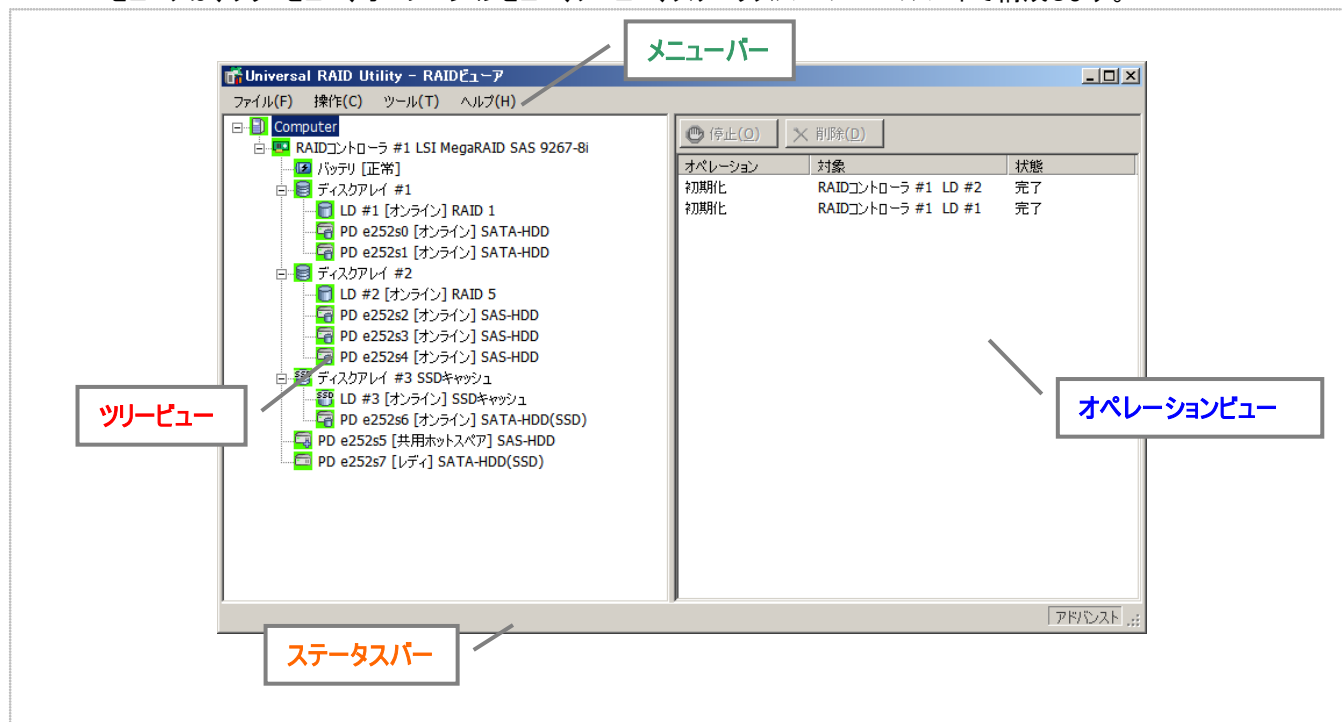 メニューバー
Universal RAID Utility - RAIDビューア
ファイル(F) 操作(C) ツール(T) ヘルプ(H)
Computer
RAIDコントローラ #1 LSI MegaRAID SAS 9267-8i
バッテリ [正常]
ディスクアレイ #1
LD #1 [オンライン] RAID 1
PD e252s0 [オンライン] SATA-HDD
PD e252s1 [オンライン] SATA-HDD
ディスクアレイ #2
LD #2 [オンライン] RAID 5
PD e252s2 [オンライン] SAS-HDD
PD e252s3 [オンライン] SAS-HDD
PD e252s4 [オンライン] SAS-HDD
ディスクアレイ #3 SSDキャッシュ
LD #3 [オンライン] SSDキャッシュ
PD e252s6 [オンライン] SATA-HDD(SSD)
PD e252s5 [共用ホットスペア] SAS-HDD
PD e252s7 [レディ] SATA-HDD(SSD)
停止(O) 削除(D)
オペレーション 対象 状態
初期化 RAIDコントローラ #1 LD #2 完了
初期化 RAIDコントローラ #1 LD #1 完了
ツリービュー
オペレーションビュー
アドバンスト
ステータスバー